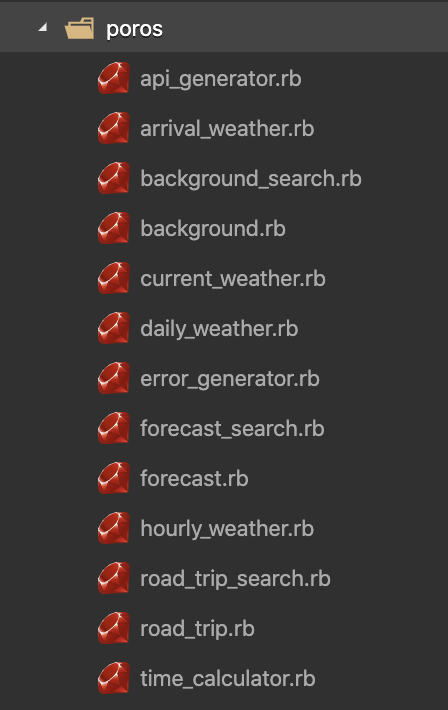 poros
api_generator.rb
arrival_weather.rb
background_search.rb
background.rb
current_weather.rb
daily_weather.rb
error_generator.rb
forecast_search.rb
forecast.rb
hourly_weather.rb
road_trip_search.rb
road_trip.rb
time_calculator.rb